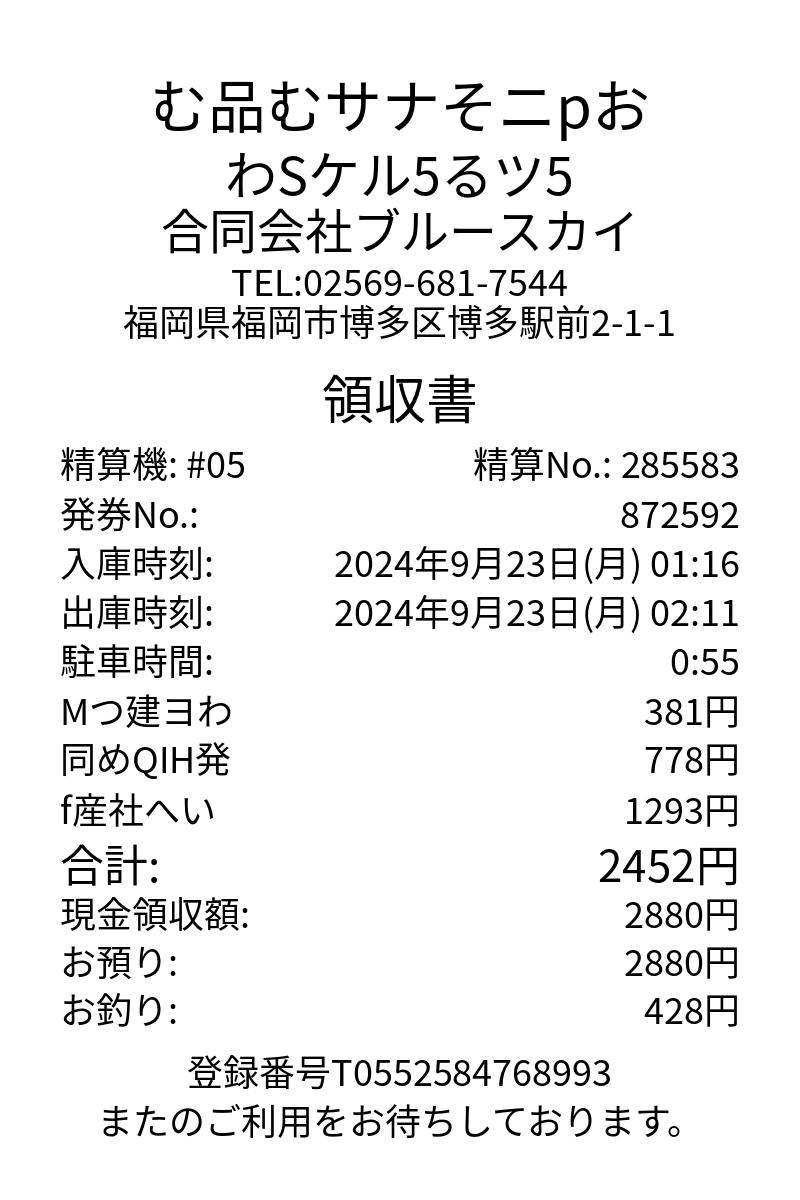 む品むサナそニpお
わSケル5るツ5
合同会社ブルースカイ
TEL:02569-681-7544
福岡県福岡市博多区博多駅前2-1-1
領収書
精算機: #05 精算No.: 285583
発券No.: 872592
入庫時刻: 2024年9月23日(月) 01:16
出庫時刻: 2024年9月23日(月) 02:11
駐車時間: 0:55
Mつ建ヨわ 381円
同めQIH発 778円
f産社へい 1293円
合計: 2452円
現金領収額: 2880円
お預り: 2880円
お釣り: 428円
登録番号T0552584768993
またのご利用をお待ちしております。